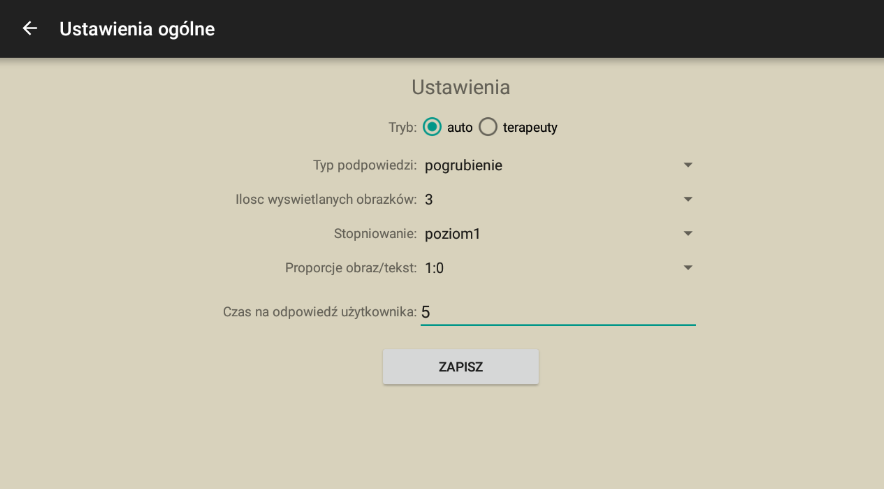 Ustawienia ogólne
Ustawienia
Tryb: auto terapeuty
Typ podpowiedzi: pogrubienie
Ilosc wyswietlanych obrazków: 3
Stopniowanie: poziom1
Proporcje obraz/tekst: 1:0
Czas na odpowiedź użytkownika: 5
ZAPISZ